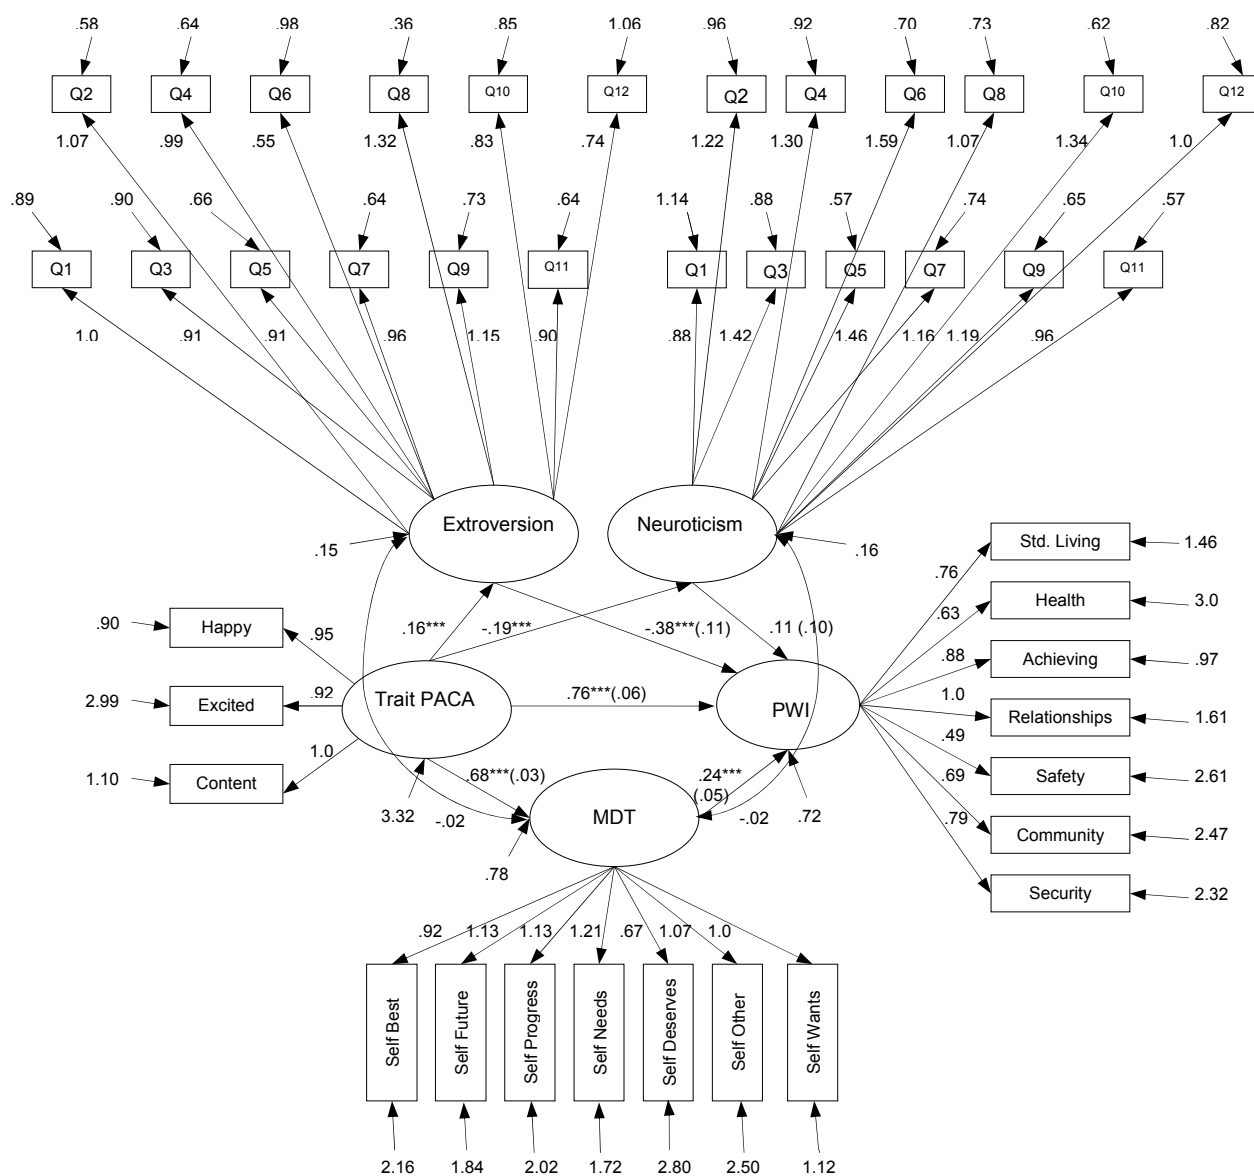 .58 .64 .98 .36 .85 1.06 .96 .92 .70 .73 .62 .82
Q2 Q4 Q6 Q8 Q10 Q12 Q2 Q4 Q6 Q8 Q10 Q12
1.07 .99 .55 1.32 .83 .74 1.22 1.30 1.59 1.07 1.34 1.0
.89 .90 .66 .64 .73 .64 1.14 .88 .57 .74 .65 .57
Q1 Q3 Q5 Q7 Q9 Q11 Q1 Q3 Q5 Q7 Q9 Q11
1.0 .91 .91 .96 1.15 .90 .88 1.42 1.46 1.16 1.19 .96
Extroversion Neuroticism
.15 .16
Std. Living 1.46
.76
Health 3.0
.63
.90 Happy .95
.16*** -.19*** -.38***(.11) .11 (.10)
.88 Achieving .97
2.99 Excited .92
Trait PACA .76***(.06) PWI
1.0 Relationships 1.61
1.10 Content 1.0
.68***(.03) .24***
(.05)
.49 Safety 2.61
3.32 -.02 MDT -.02 .72
.69 Community 2.47
.78
.79 Security 2.32
.92 1.13 1.13 1.21 .67 1.07 1.0
Self Best
Self Future
Self Progress
Self Needs
Self Deserves
Self Other
Self Wants
2.16 1.84 2.02 1.72 2.80 2.50 1.12